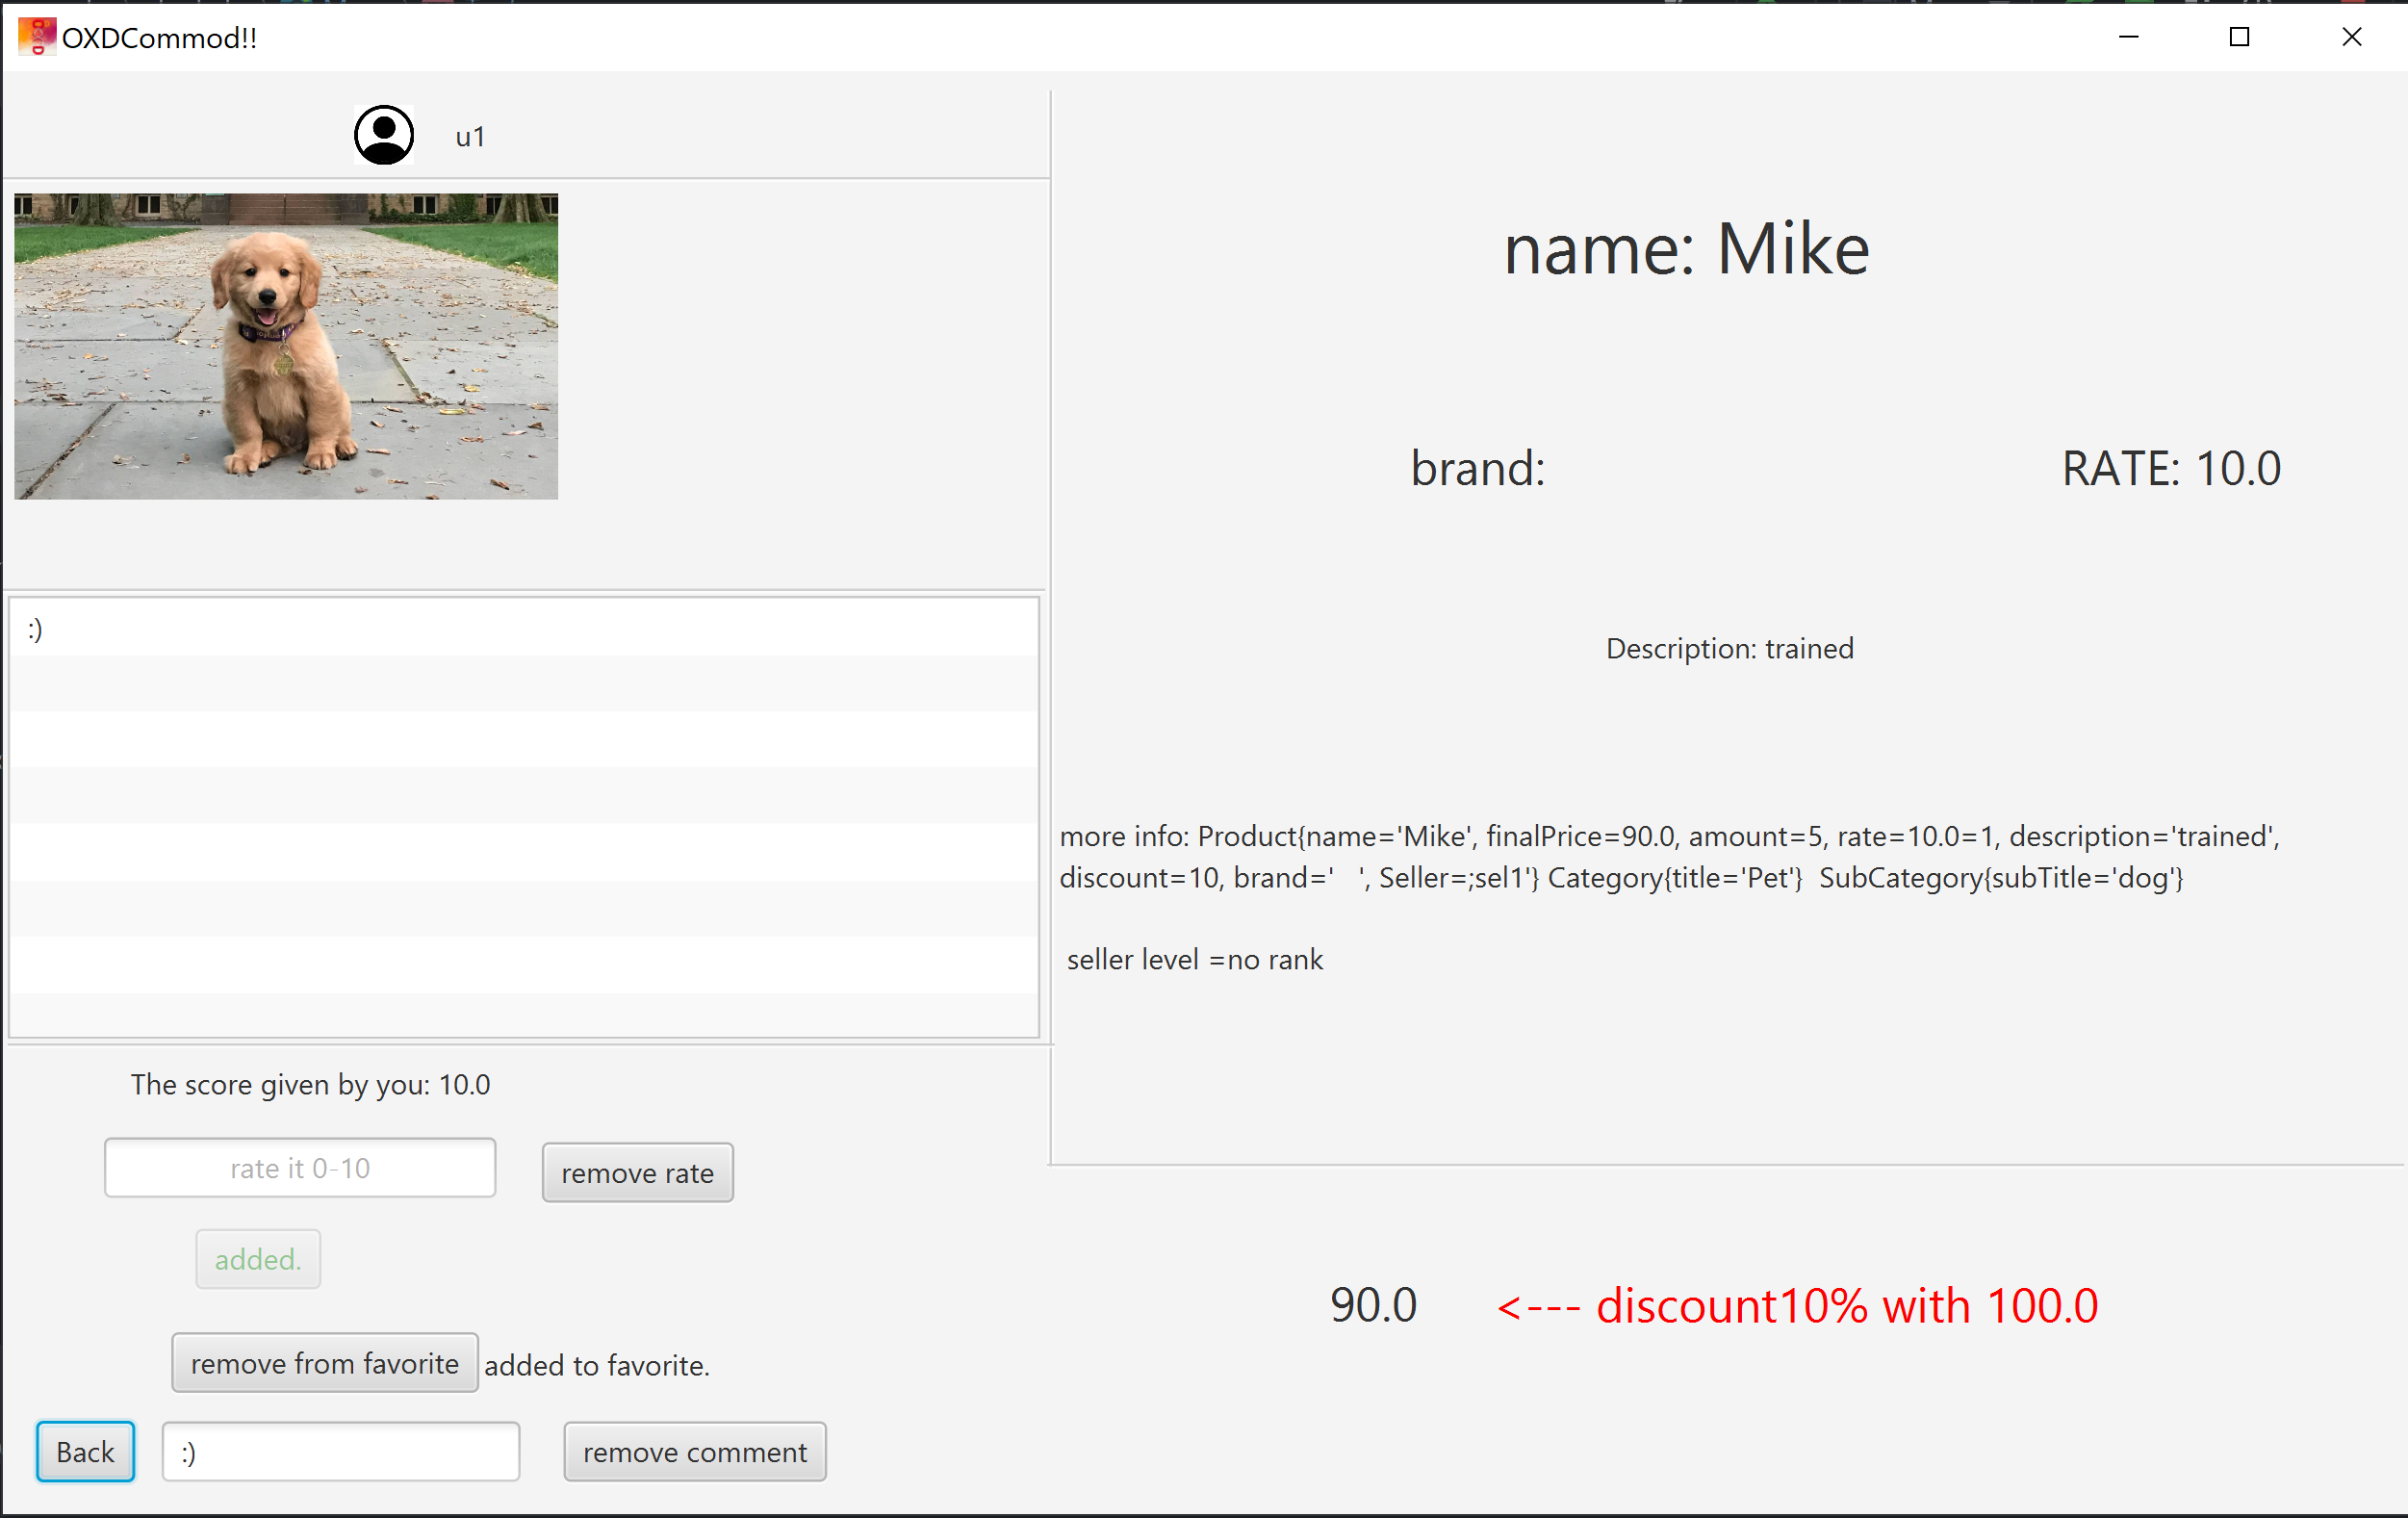 OXDCommod!!
u1
name: Mike
brand:
RATE: 10.0
Description: trained
more info: Product{name='Mike', finalPrice=90.0, amount=5, rate=10.0=1, description='trained',
discount=10, brand='   ', Seller=;sel1'} Category{title='Pet'}  SubCategory{subTitle='dog'}
seller level =no rank
:)
The score given by you: 10.0
rate it 0-10
remove rate
added.
remove from favorite
added to favorite.
Back
:)
remove comment
90.0
<--- discount10% with 100.0